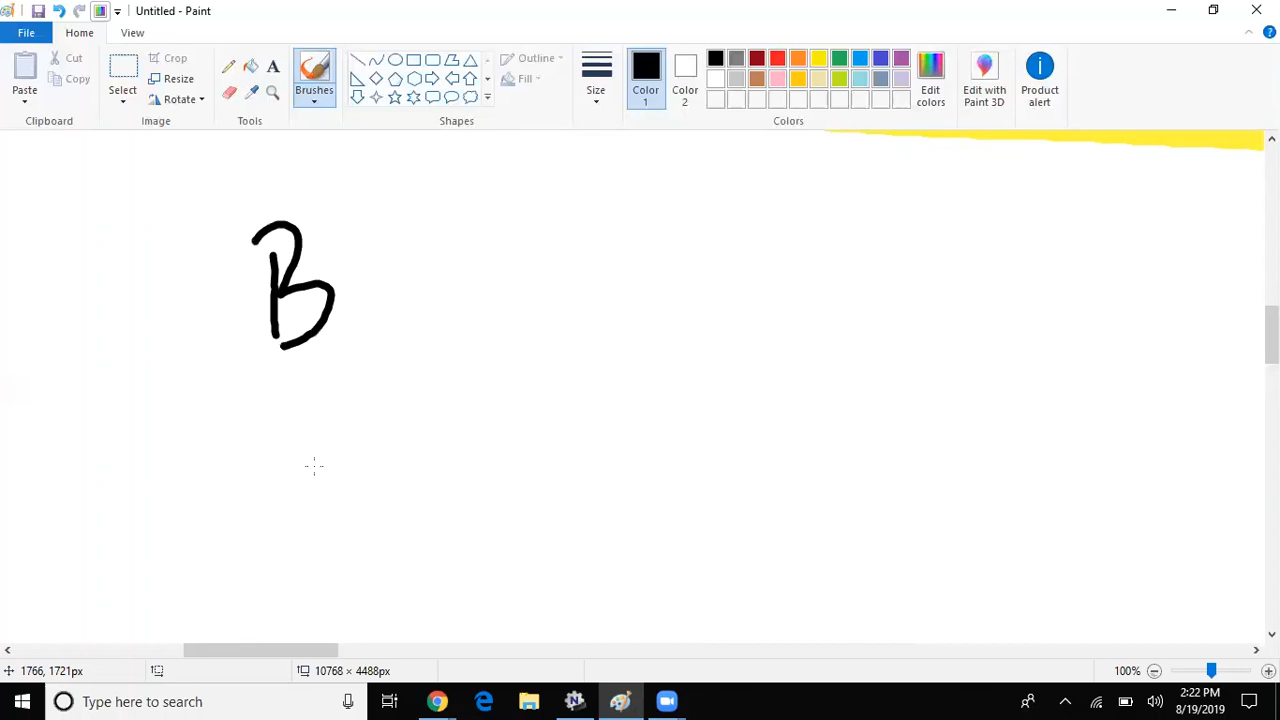 Untitled - Paint
File Home View
Paste
Cut
Copy
Clipboard
Select
Crop
Resize
Rotate
Image
A
Tools
Brushes
Outline
Fill
Shapes
Size
Color 1
Color 2
Edit colors
Colors
Edit with Paint 3D
Product alert
B
1766, 1721px
10768 × 4488px
100%
Type here to search
2:22 PM
8/19/2019